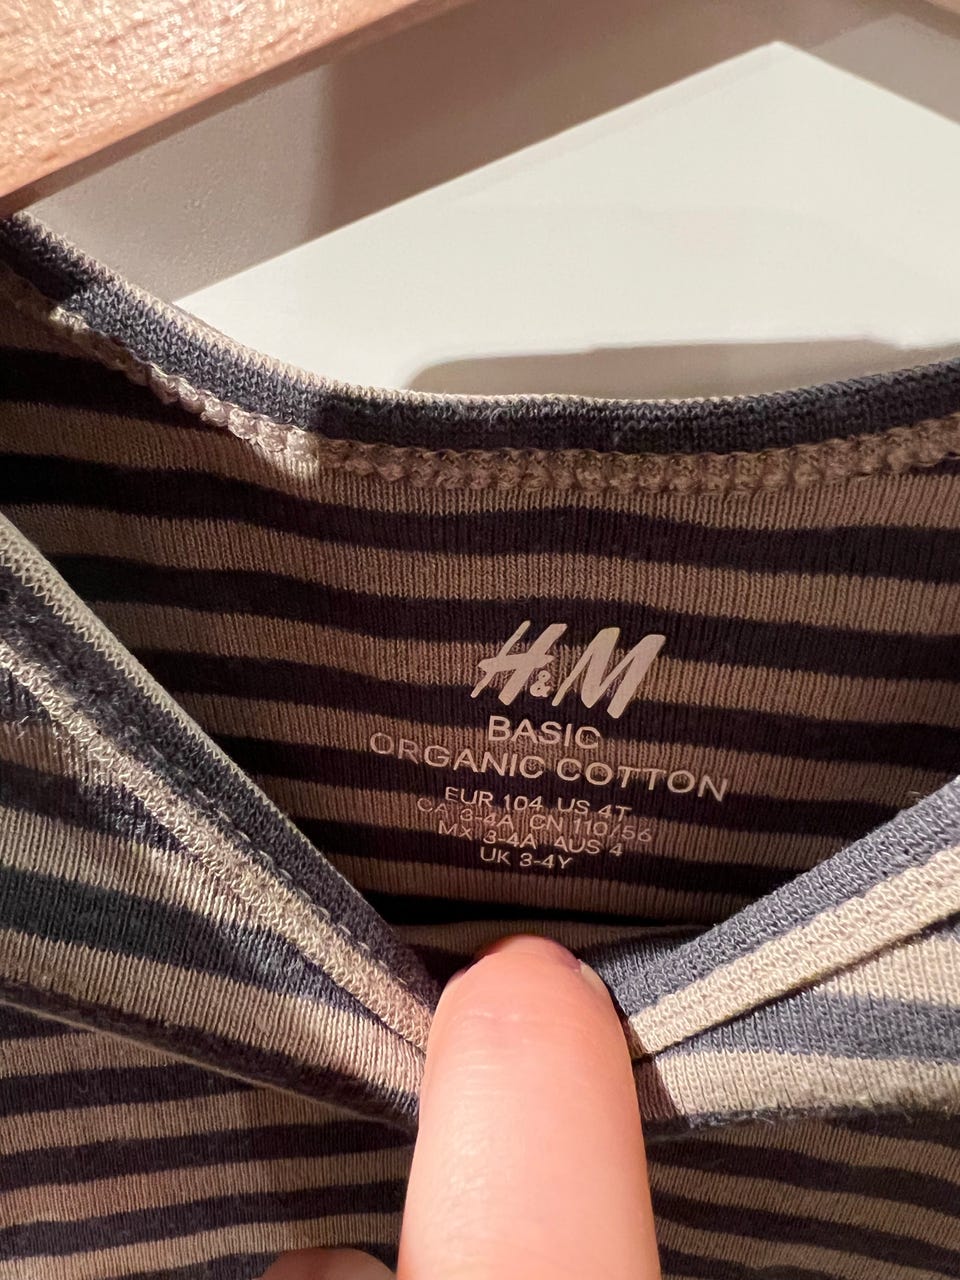 H&M
BASIC
ORGANIC COTTON
EUR 104 US 4T
CA 3-4A CN 110/56
MX 3-4A AUS 4
UK 3-4Y